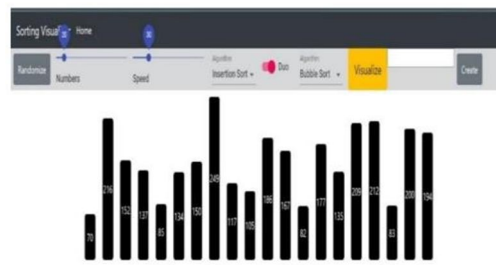 Sorting Visualizer Home
Randomize
Numbers
Speed
Algorithm
Insertion Sort
Duo
Algorithm
Bubble Sort
Visualize
Create
70 216 152 137 85 134 150 249 117 105 186 167 82 177 135 209 212 83 200 194